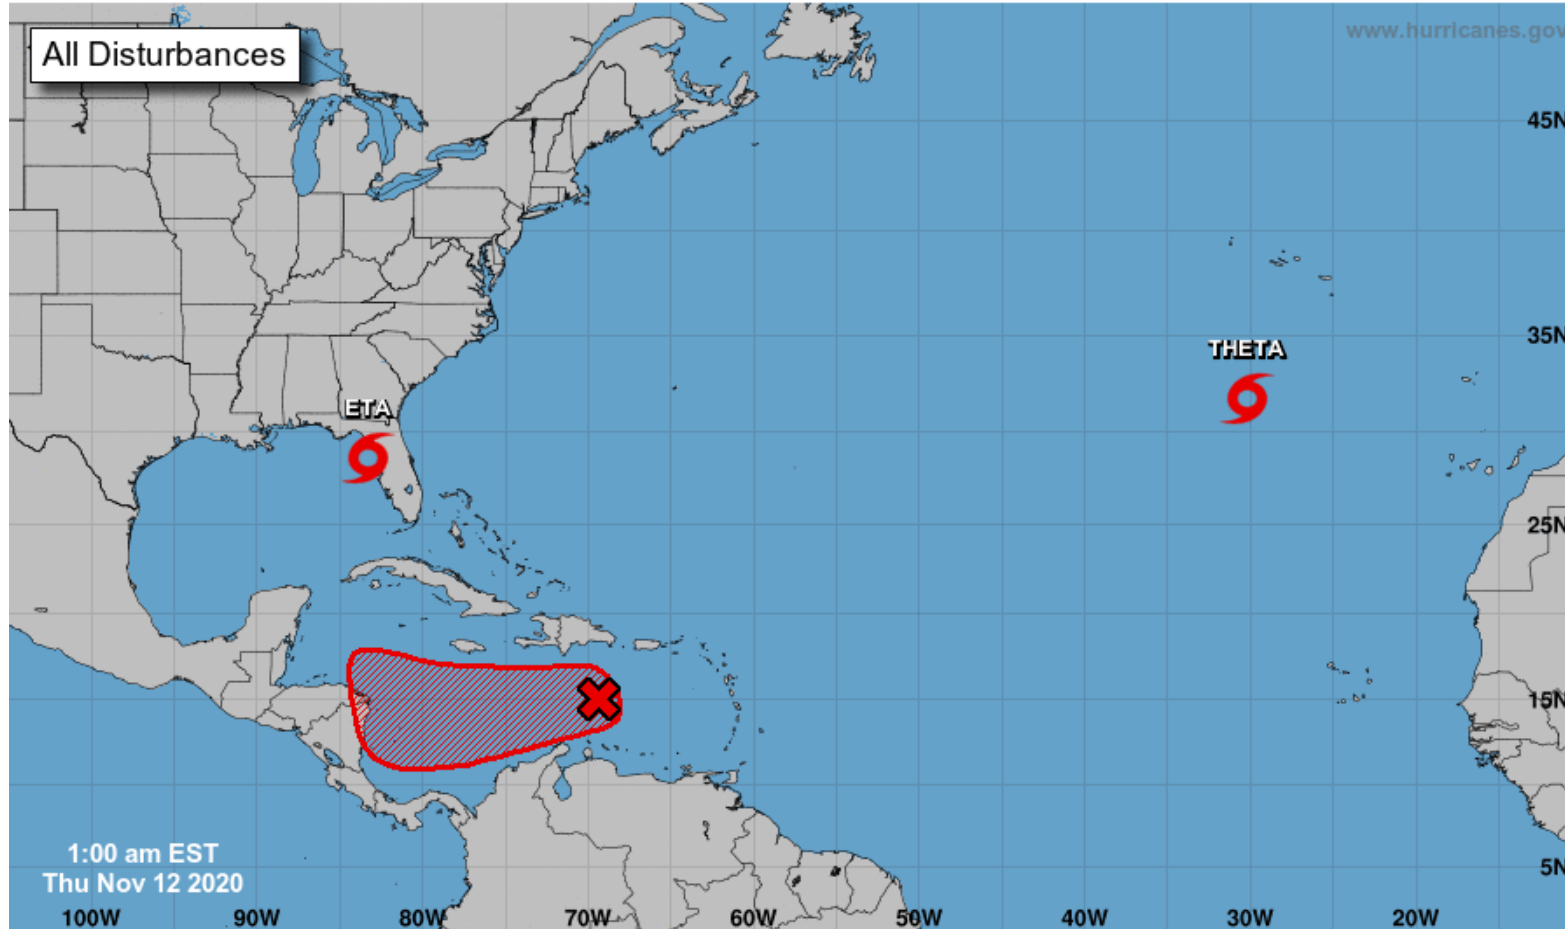 All Disturbances
www.hurricanes.gov
45N
35N
THETA
ETA
25N
15N
1:00 am EST
Thu Nov 12 2020
5N
100W 90W 80W 70W 60W 50W 40W 30W 20W